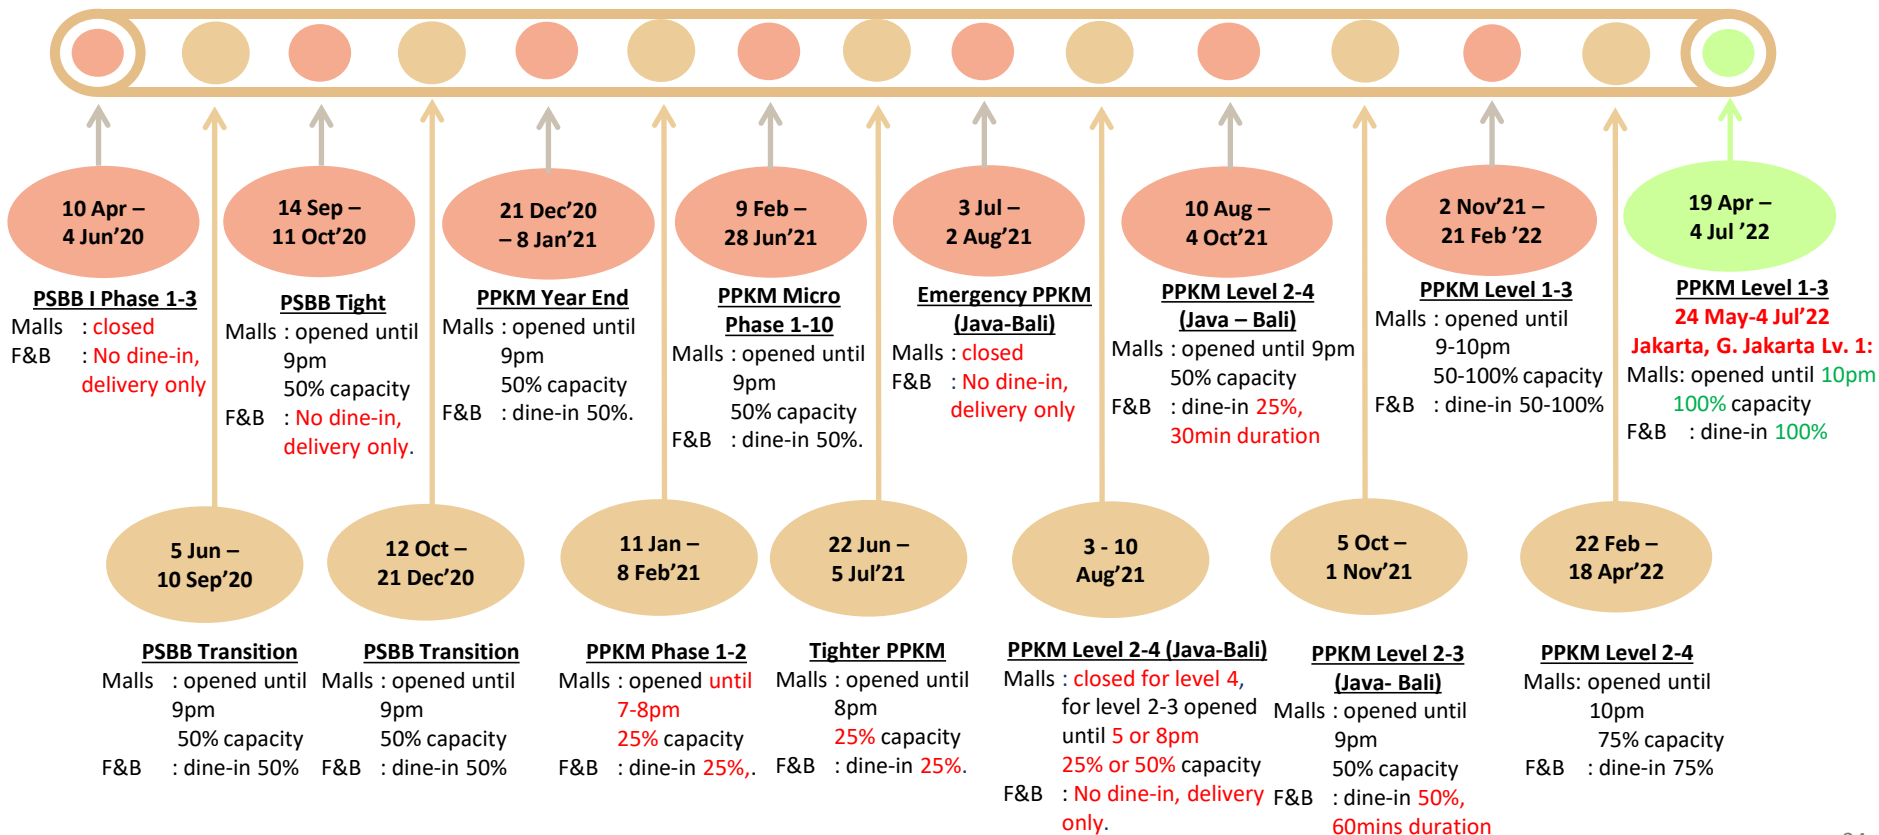 10 Apr –
4 Jun’20
14 Sep –
11 Oct’20
21 Dec’20
– 8 Jan’21
9 Feb –
28 Jun’21
3 Jul –
2 Aug’21
10 Aug –
4 Oct’21
2 Nov’21 –
21 Feb ’22
19 Apr –
4 Jul ’22
PSBB I Phase 1-3
Malls : closed
F&B : No dine-in,
delivery only
PSBB Tight
Malls : opened until
9pm
50% capacity
F&B : No dine-in,
delivery only.
PPKM Year End
Malls : opened until
9pm
50% capacity
F&B : dine-in 50%.
PPKM Micro
Phase 1-10
Malls : opened until
9pm
50% capacity
F&B : dine-in 50%.
Emergency PPKM
(Java-Bali)
Malls : closed
F&B : No dine-in,
delivery only
PPKM Level 2-4
(Java – Bali)
Malls : opened until 9pm
50% capacity
F&B : dine-in 25%,
30min duration
PPKM Level 1-3
Malls : opened until
9-10pm
50-100% capacity
F&B : dine-in 50-100%
PPKM Level 1-3
24 May-4 Jul’22
Jakarta, G. Jakarta Lv. 1:
Malls: opened until 10pm
100% capacity
F&B : dine-in 100%
5 Jun –
10 Sep’20
12 Oct –
21 Dec’20
11 Jan –
8 Feb’21
22 Jun –
5 Jul’21
3 - 10
Aug’21
5 Oct –
1 Nov’21
22 Feb –
18 Apr’22
PSBB Transition
Malls : opened until
9pm
50% capacity
F&B : dine-in 50%
PSBB Transition
Malls : opened until
9pm
50% capacity
F&B : dine-in 50%
PPKM Phase 1-2
Malls : opened until
7-8pm
25% capacity
F&B : dine-in 25%,.
Tighter PPKM
Malls : opened until
8pm
25% capacity
F&B : dine-in 25%.
PPKM Level 2-4 (Java-Bali)
Malls : closed for level 4,
for level 2-3 opened
until 5 or 8pm
25% or 50% capacity
F&B : No dine-in, delivery
only.
PPKM Level 2-3
(Java- Bali)
Malls : opened until
9pm
50% capacity
F&B : dine-in 50%,
60mins duration
PPKM Level 2-4
Malls: opened until
10pm
75% capacity
F&B : dine-in 75%